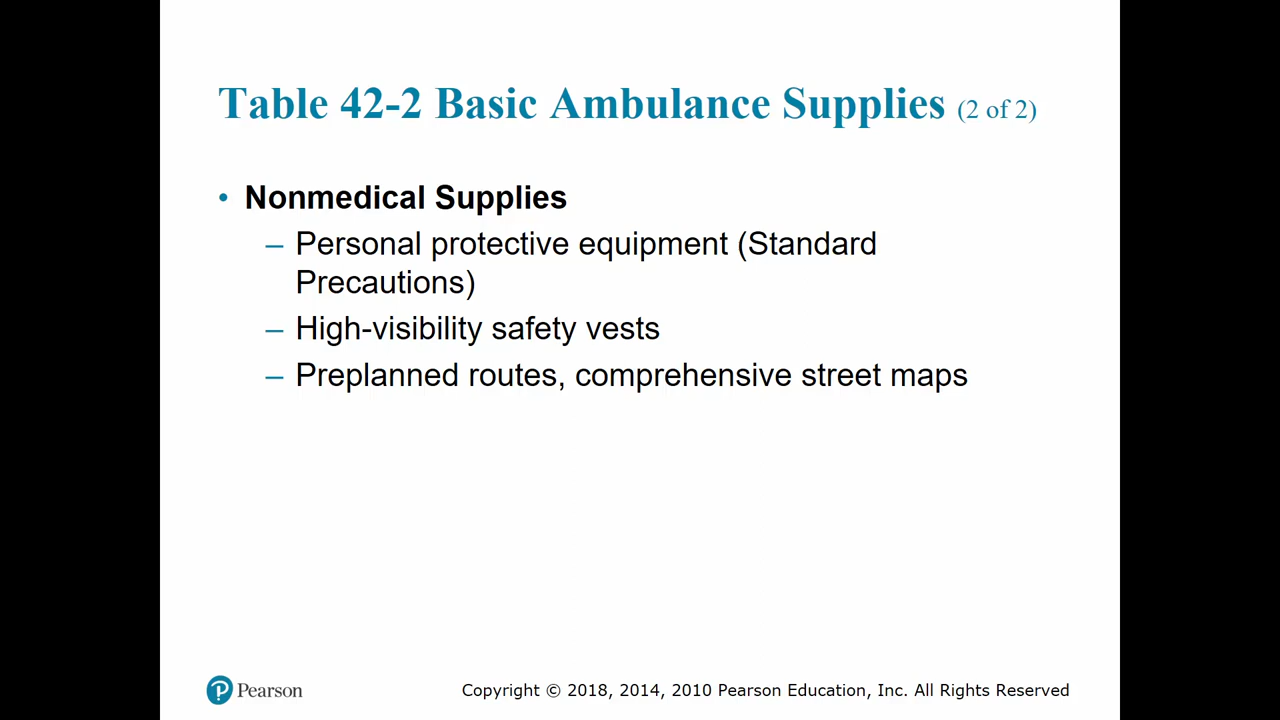 Table 42-2 Basic Ambulance Supplies (2 of 2)
• Nonmedical Supplies
– Personal protective equipment (Standard
Precautions)
– High-visibility safety vests
– Preplanned routes, comprehensive street maps
Pearson
Copyright © 2018, 2014, 2010 Pearson Education, Inc. All Rights Reserved